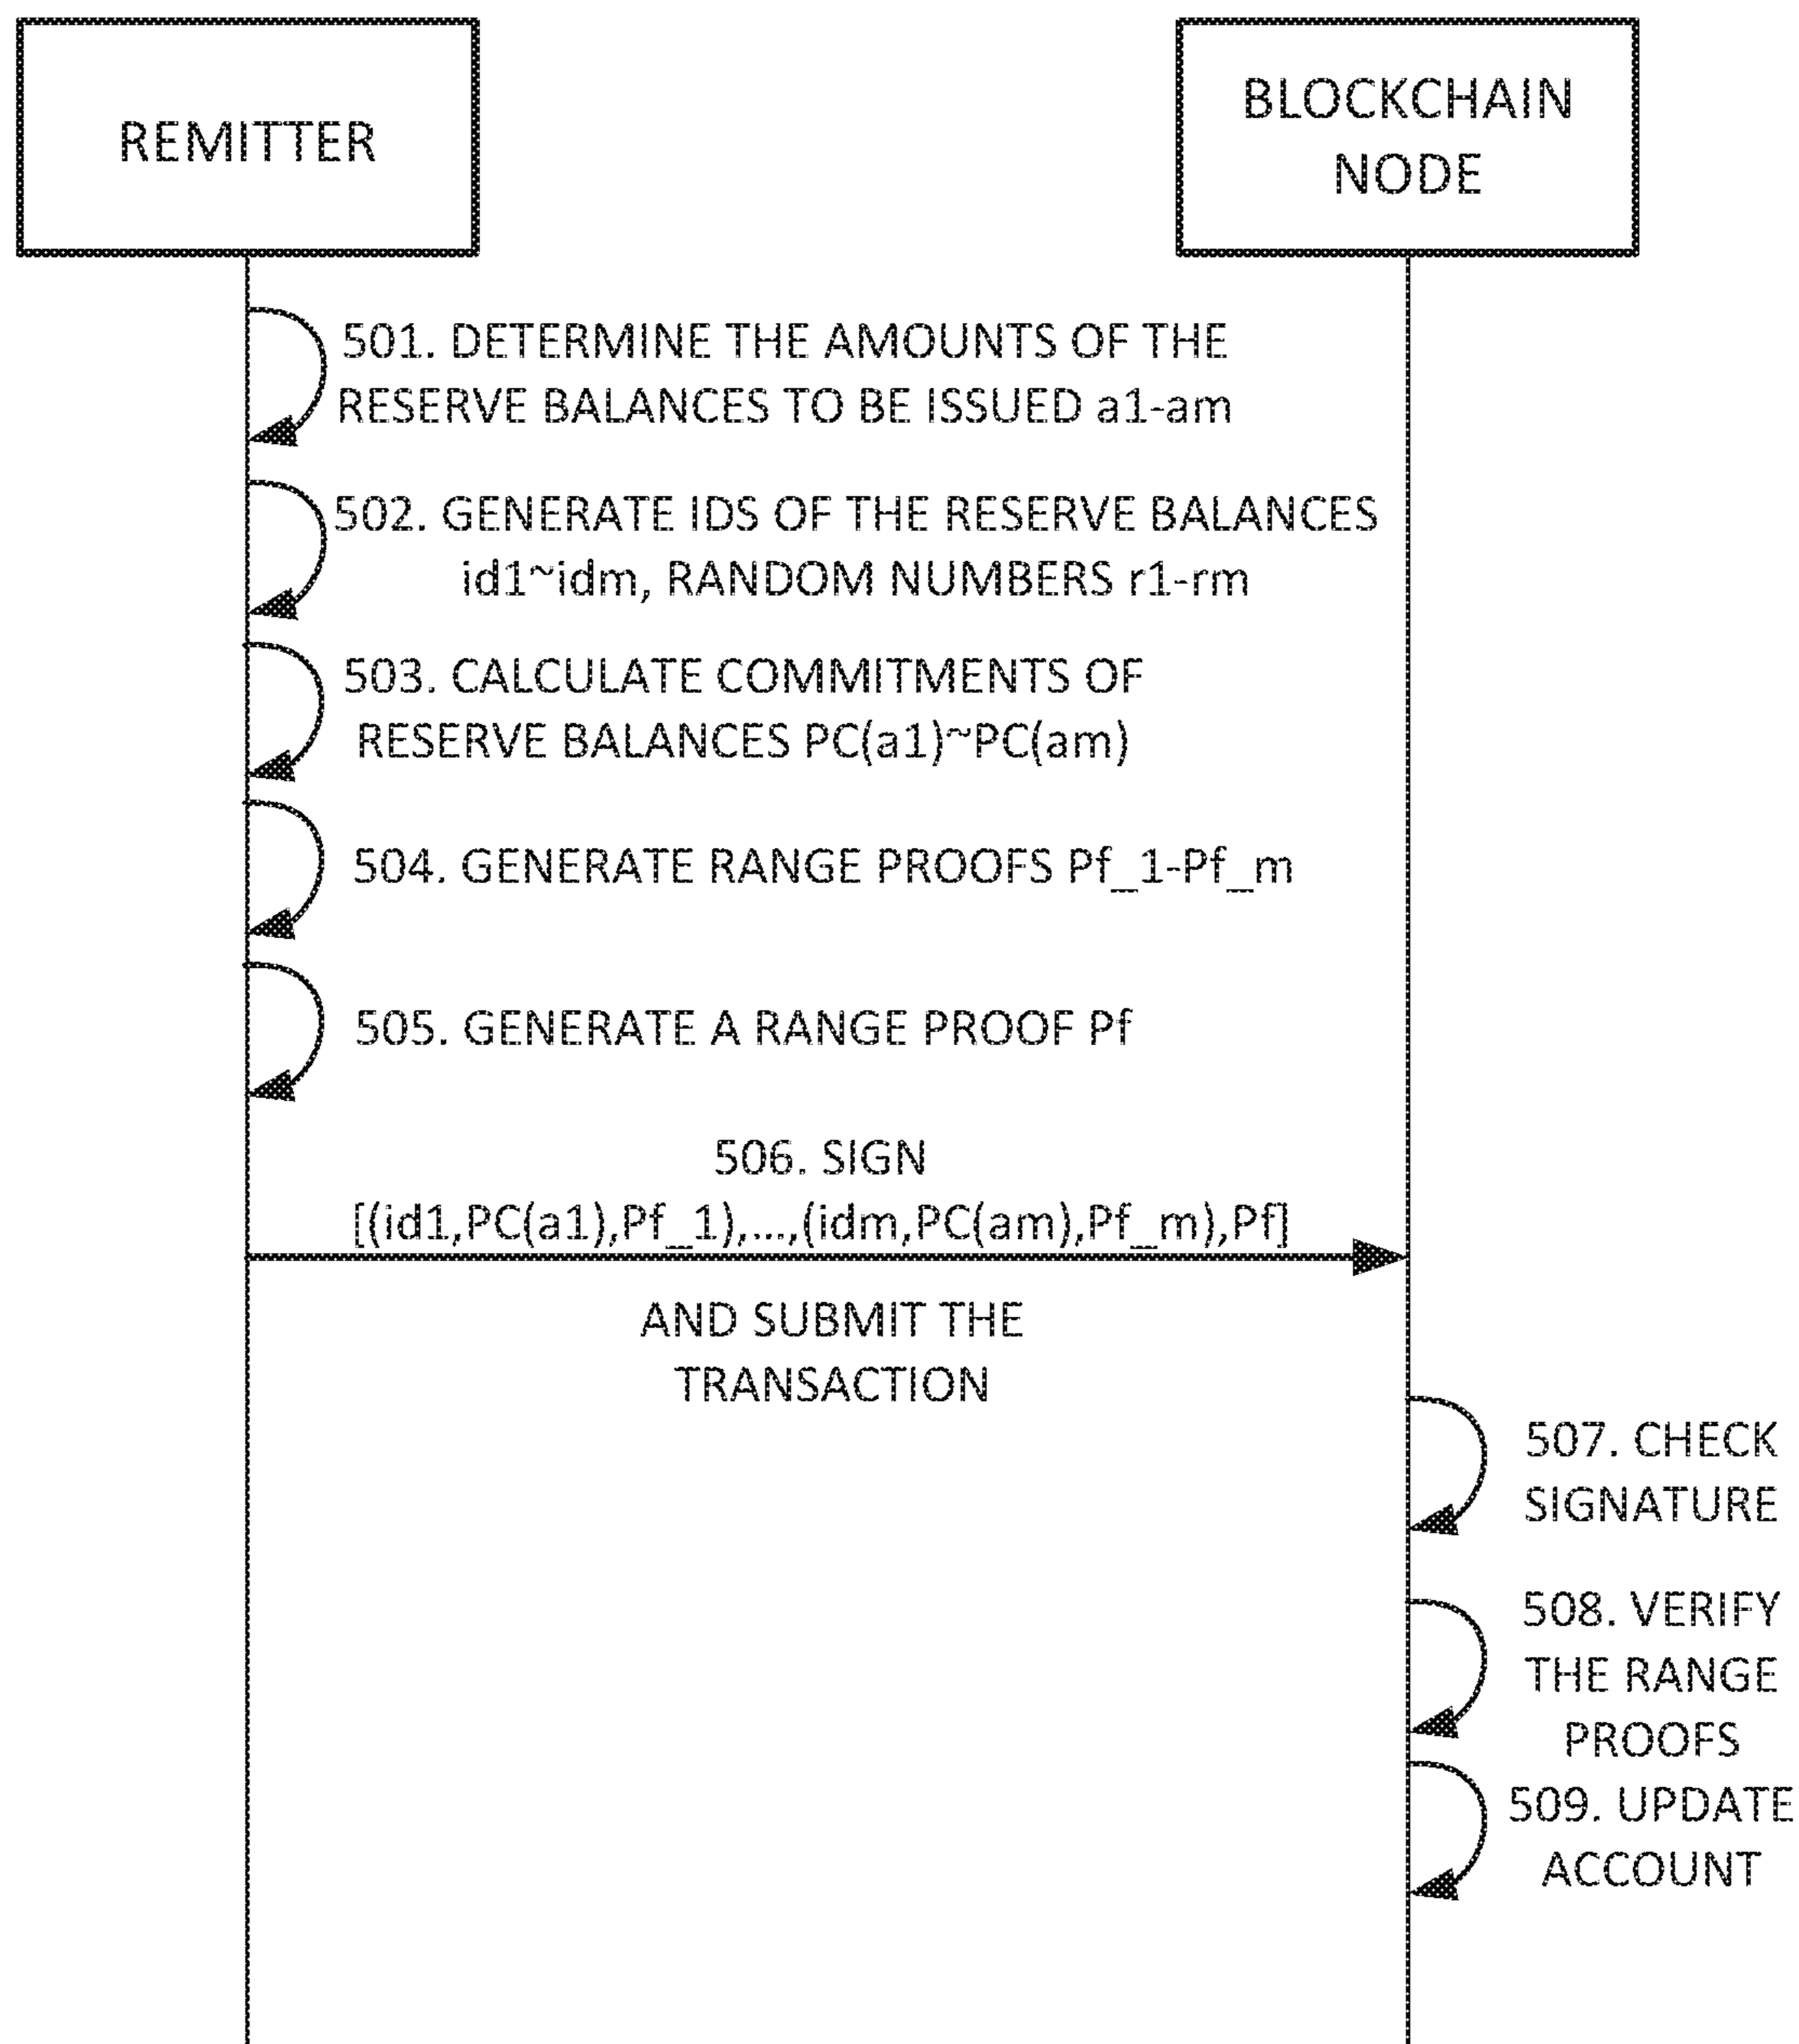 REMITTER
BLOCKCHAIN
NODE
501. DETERMINE THE AMOUNTS OF THE
RESERVE BALANCES TO BE ISSUED a1-am
502. GENERATE IDS OF THE RESERVE BALANCES
id1~idm, RANDOM NUMBERS r1-rm
503. CALCULATE COMMITMENTS OF
RESERVE BALANCES PC(a1)~PC(am)
504. GENERATE RANGE PROOFS Pf_1-Pf_m
505. GENERATE A RANGE PROOF Pf
506. SIGN
[(id1,PC(a1),Pf_1),...,(idm,PC(am),Pf_m),Pf]
AND SUBMIT THE
TRANSACTION
507. CHECK
SIGNATURE
508. VERIFY
THE RANGE
PROOFS
509. UPDATE
ACCOUNT